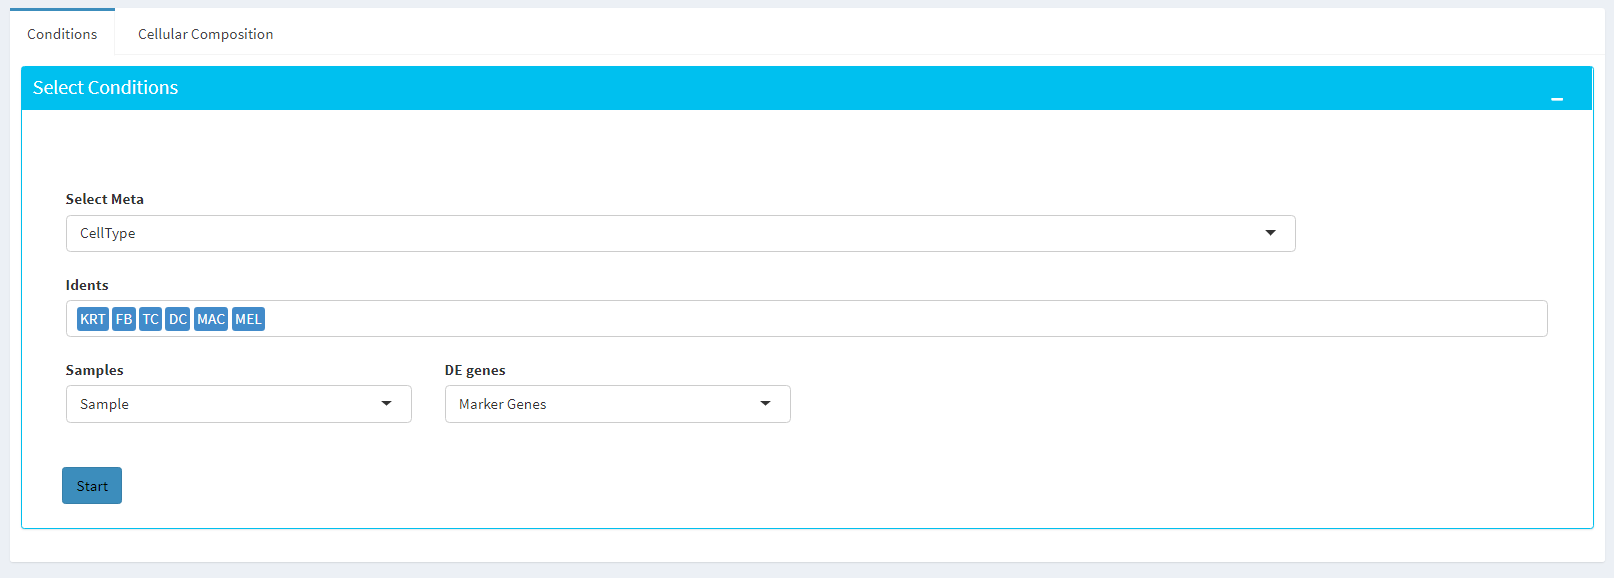 Conditions Cellular Composition
Select Conditions
Select Meta
CellType
Idents
KRT FB TC DC MAC MEL
Samples DE genes
Sample Marker Genes
Start